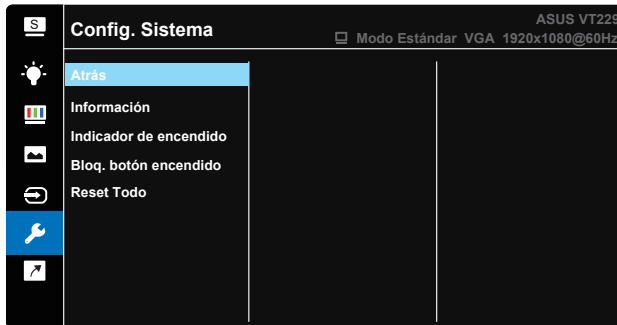 S
Config. Sistema
ASUS VT229
Modo Estándar VGA 1920x1080@60Hz
Atrás
Información
Indicador de encendido
Bloq. botón encendido
Reset Todo